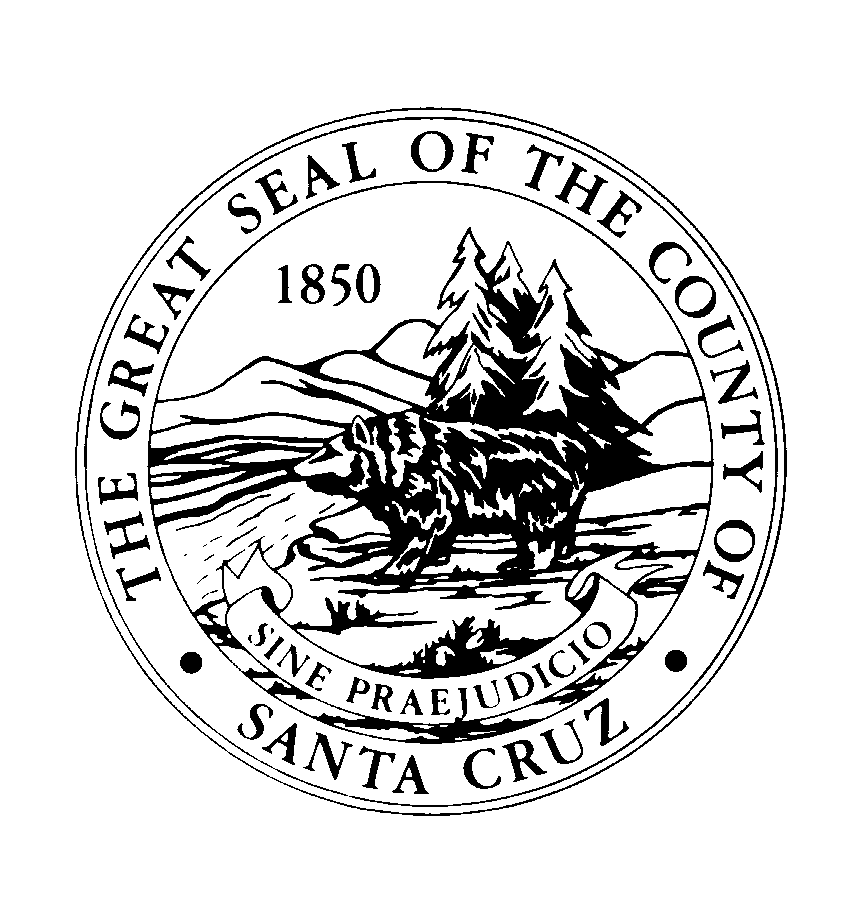 THE GREAT SEAL OF THE COUNTY OF
1850
SINE PRAEJUDICIO
SANTA CRUZ